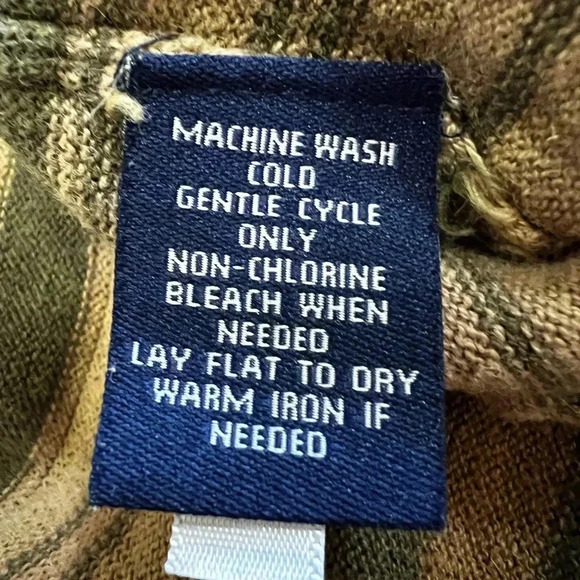 MACHINE WASH
COLD
GENTLE CYCLE
ONLY
NON-CHLORINE
BLEACH WHEN
NEEDED
LAY FLAT TO DRY
WARM IRON IF
NEEDED